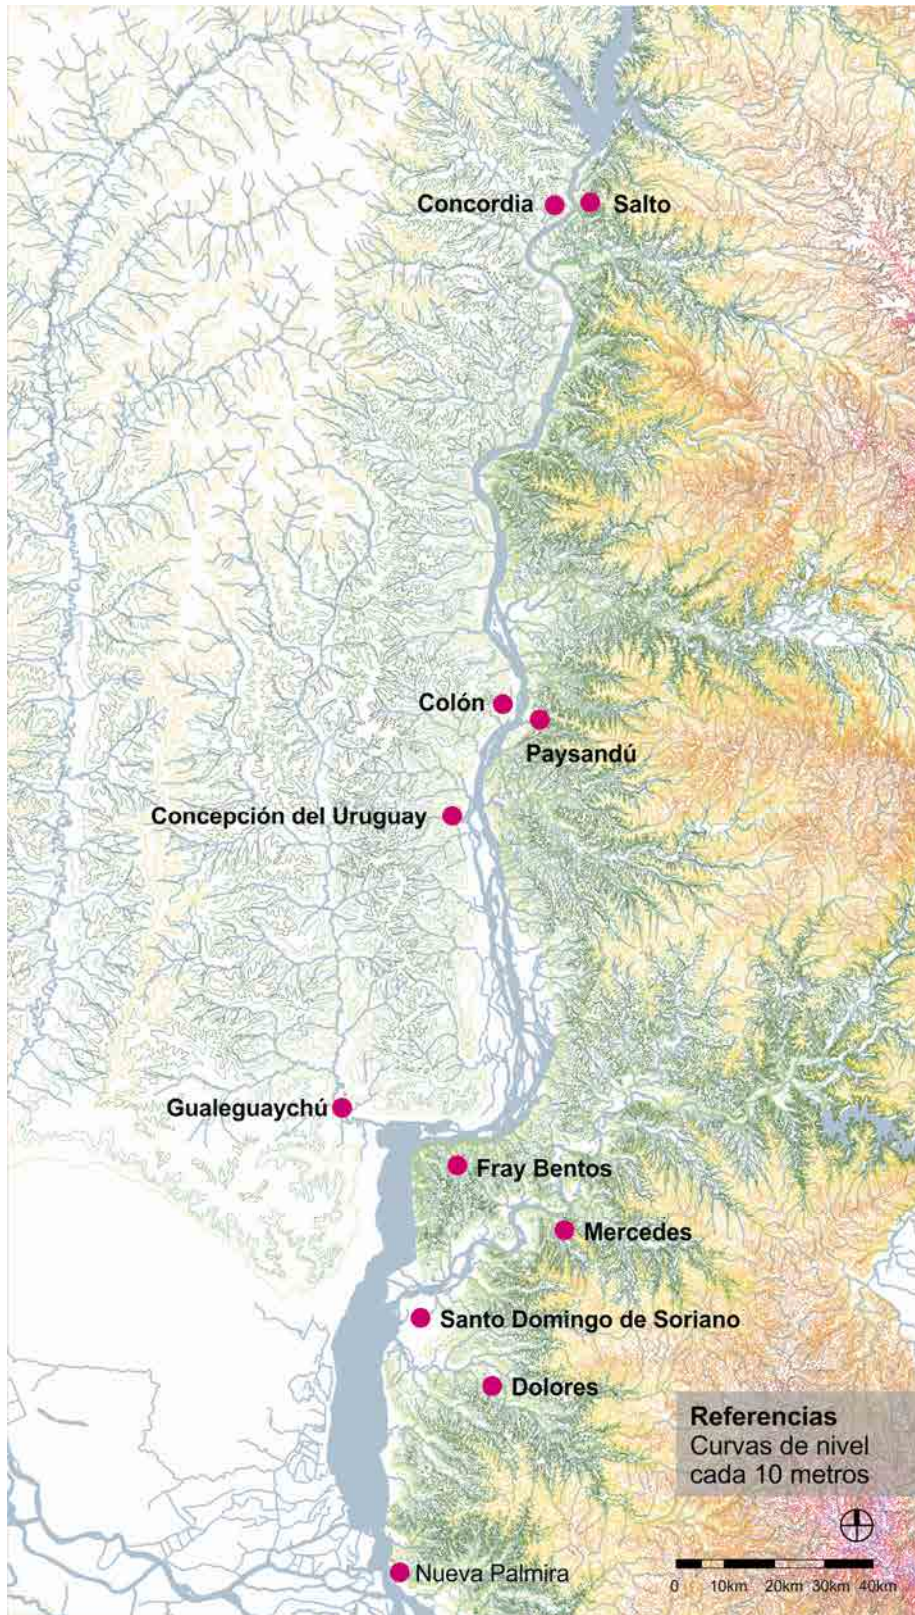 Concordia
Salto
Colón
Paysandú
Concepción del Uruguay
Gualeguaychú
Fray Bentos
Mercedes
Santo Domingo de Soriano
Dolores
Referencias
Curvas de nivel
cada 10 metros
Nueva Palmira
0 10km 20km 30km 40km